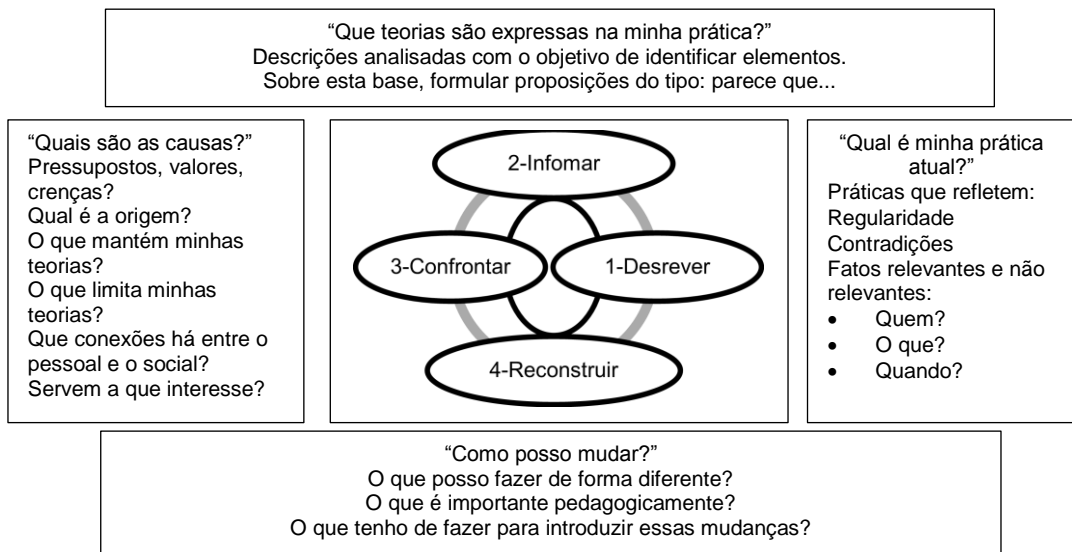 “Que teorias são expressas na minha prática?”
Descrições analisadas com o objetivo de identificar elementos.
Sobre esta base, formular proposições do tipo: parece que...
“Quais são as causas?”
Pressupostos, valores,
crenças?
Qual é a origem?
O que mantém minhas
teorias?
O que limita minhas
teorias?
Que conexões há entre o
pessoal e o social?
Servem a que interesse?
2-Infomar
3-Confrontar
1-Desrever
4-Reconstruir
“Qual é minha prática
atual?”
Práticas que refletem:
Regularidade
Contradições
Fatos relevantes e não
relevantes:
• Quem?
• O que?
• Quando?
“Como posso mudar?”
O que posso fazer de forma diferente?
O que é importante pedagogicamente?
O que tenho de fazer para introduzir essas mudanças?